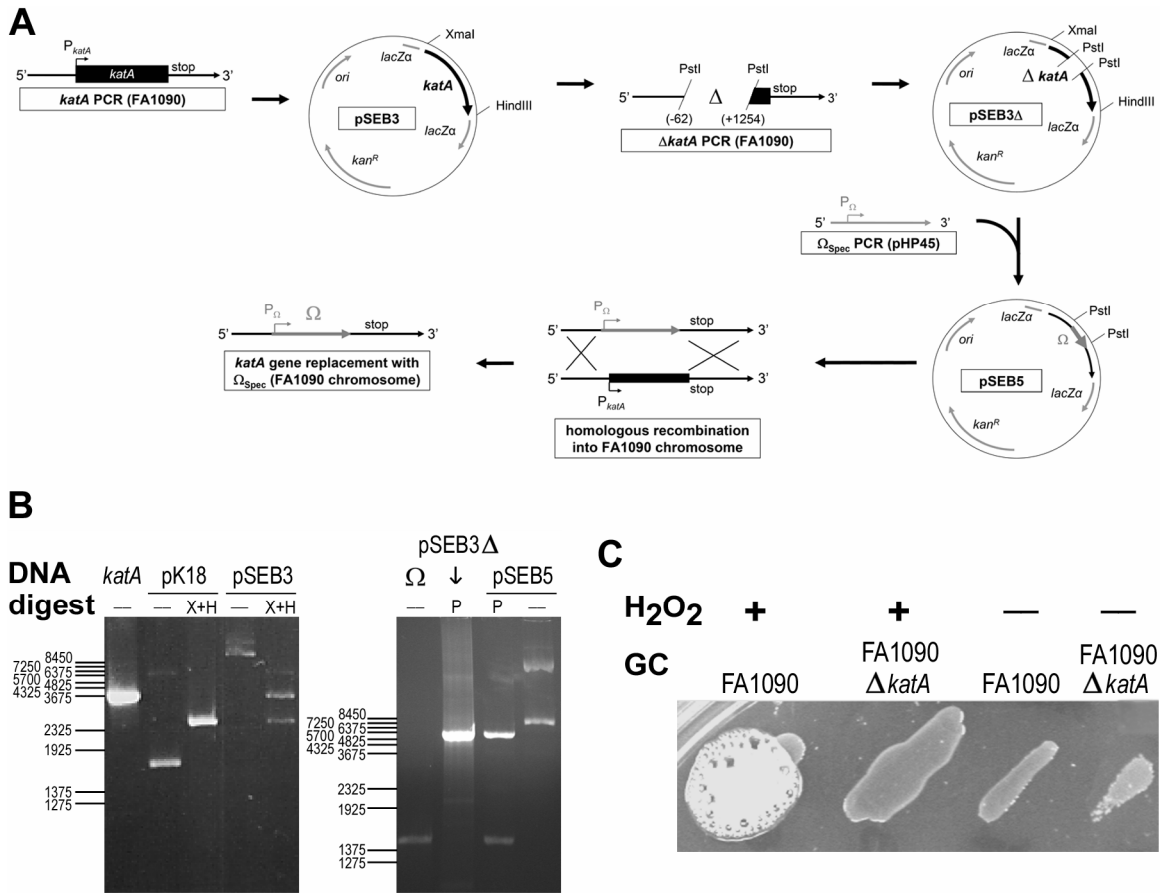 A
P katA
5' katA stop 3'
katA PCR (FA1090)
XmaI
lacZα
ori
katA
HindIII
pSEB3
lacZα
kanR
PstI PstI
5' Δ stop 3'
(-62) (+1254)
ΔkatA PCR (FA1090)
XmaI
lacZα PstI
Δ katA PstI
ori
HindIII
pSEB3Δ
lacZα
kanR
PΩ
5' 3'
ΩSpec PCR (pHP45)
lacZα PstI
Ω PstI
ori
pSEB5
lacZα
kanR
PΩ
5' stop 3'
5' 3'
stop
PkatA
homologous recombination
into FA1090 chromosome
PΩ Ω
5' stop 3'
katA gene replacement with
ΩSpec (FA1090 chromosome)
B
DNA katA pK18 pSEB3
digest — — X+H — X+H
8450
7250
6375
5700
4825
4325
3675
2325
1925
1375
1275
pSEB3Δ
Ω ↓ pSEB5
— P P —
8450
7250
6375
5700
4825
4325
3675
2325
1925
1375
1275
C
H2O2 + + — —
GC FA1090 FA1090 ΔkatA FA1090 FA1090 ΔkatA